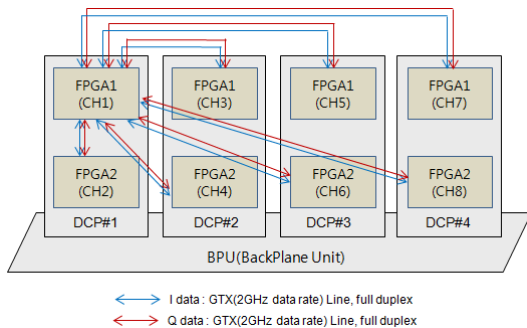 FPGA1
(CH1)
FPGA1
(CH3)
FPGA1
(CH5)
FPGA1
(CH7)
FPGA2
(CH2)
FPGA2
(CH4)
FPGA2
(CH6)
FPGA2
(CH8)
DCP#1
DCP#2
DCP#3
DCP#4
BPU(BackPlane Unit)
I data : GTX(2GHz data rate) Line, full duplex
Q data : GTX(2GHz data rate) Line, full duplex